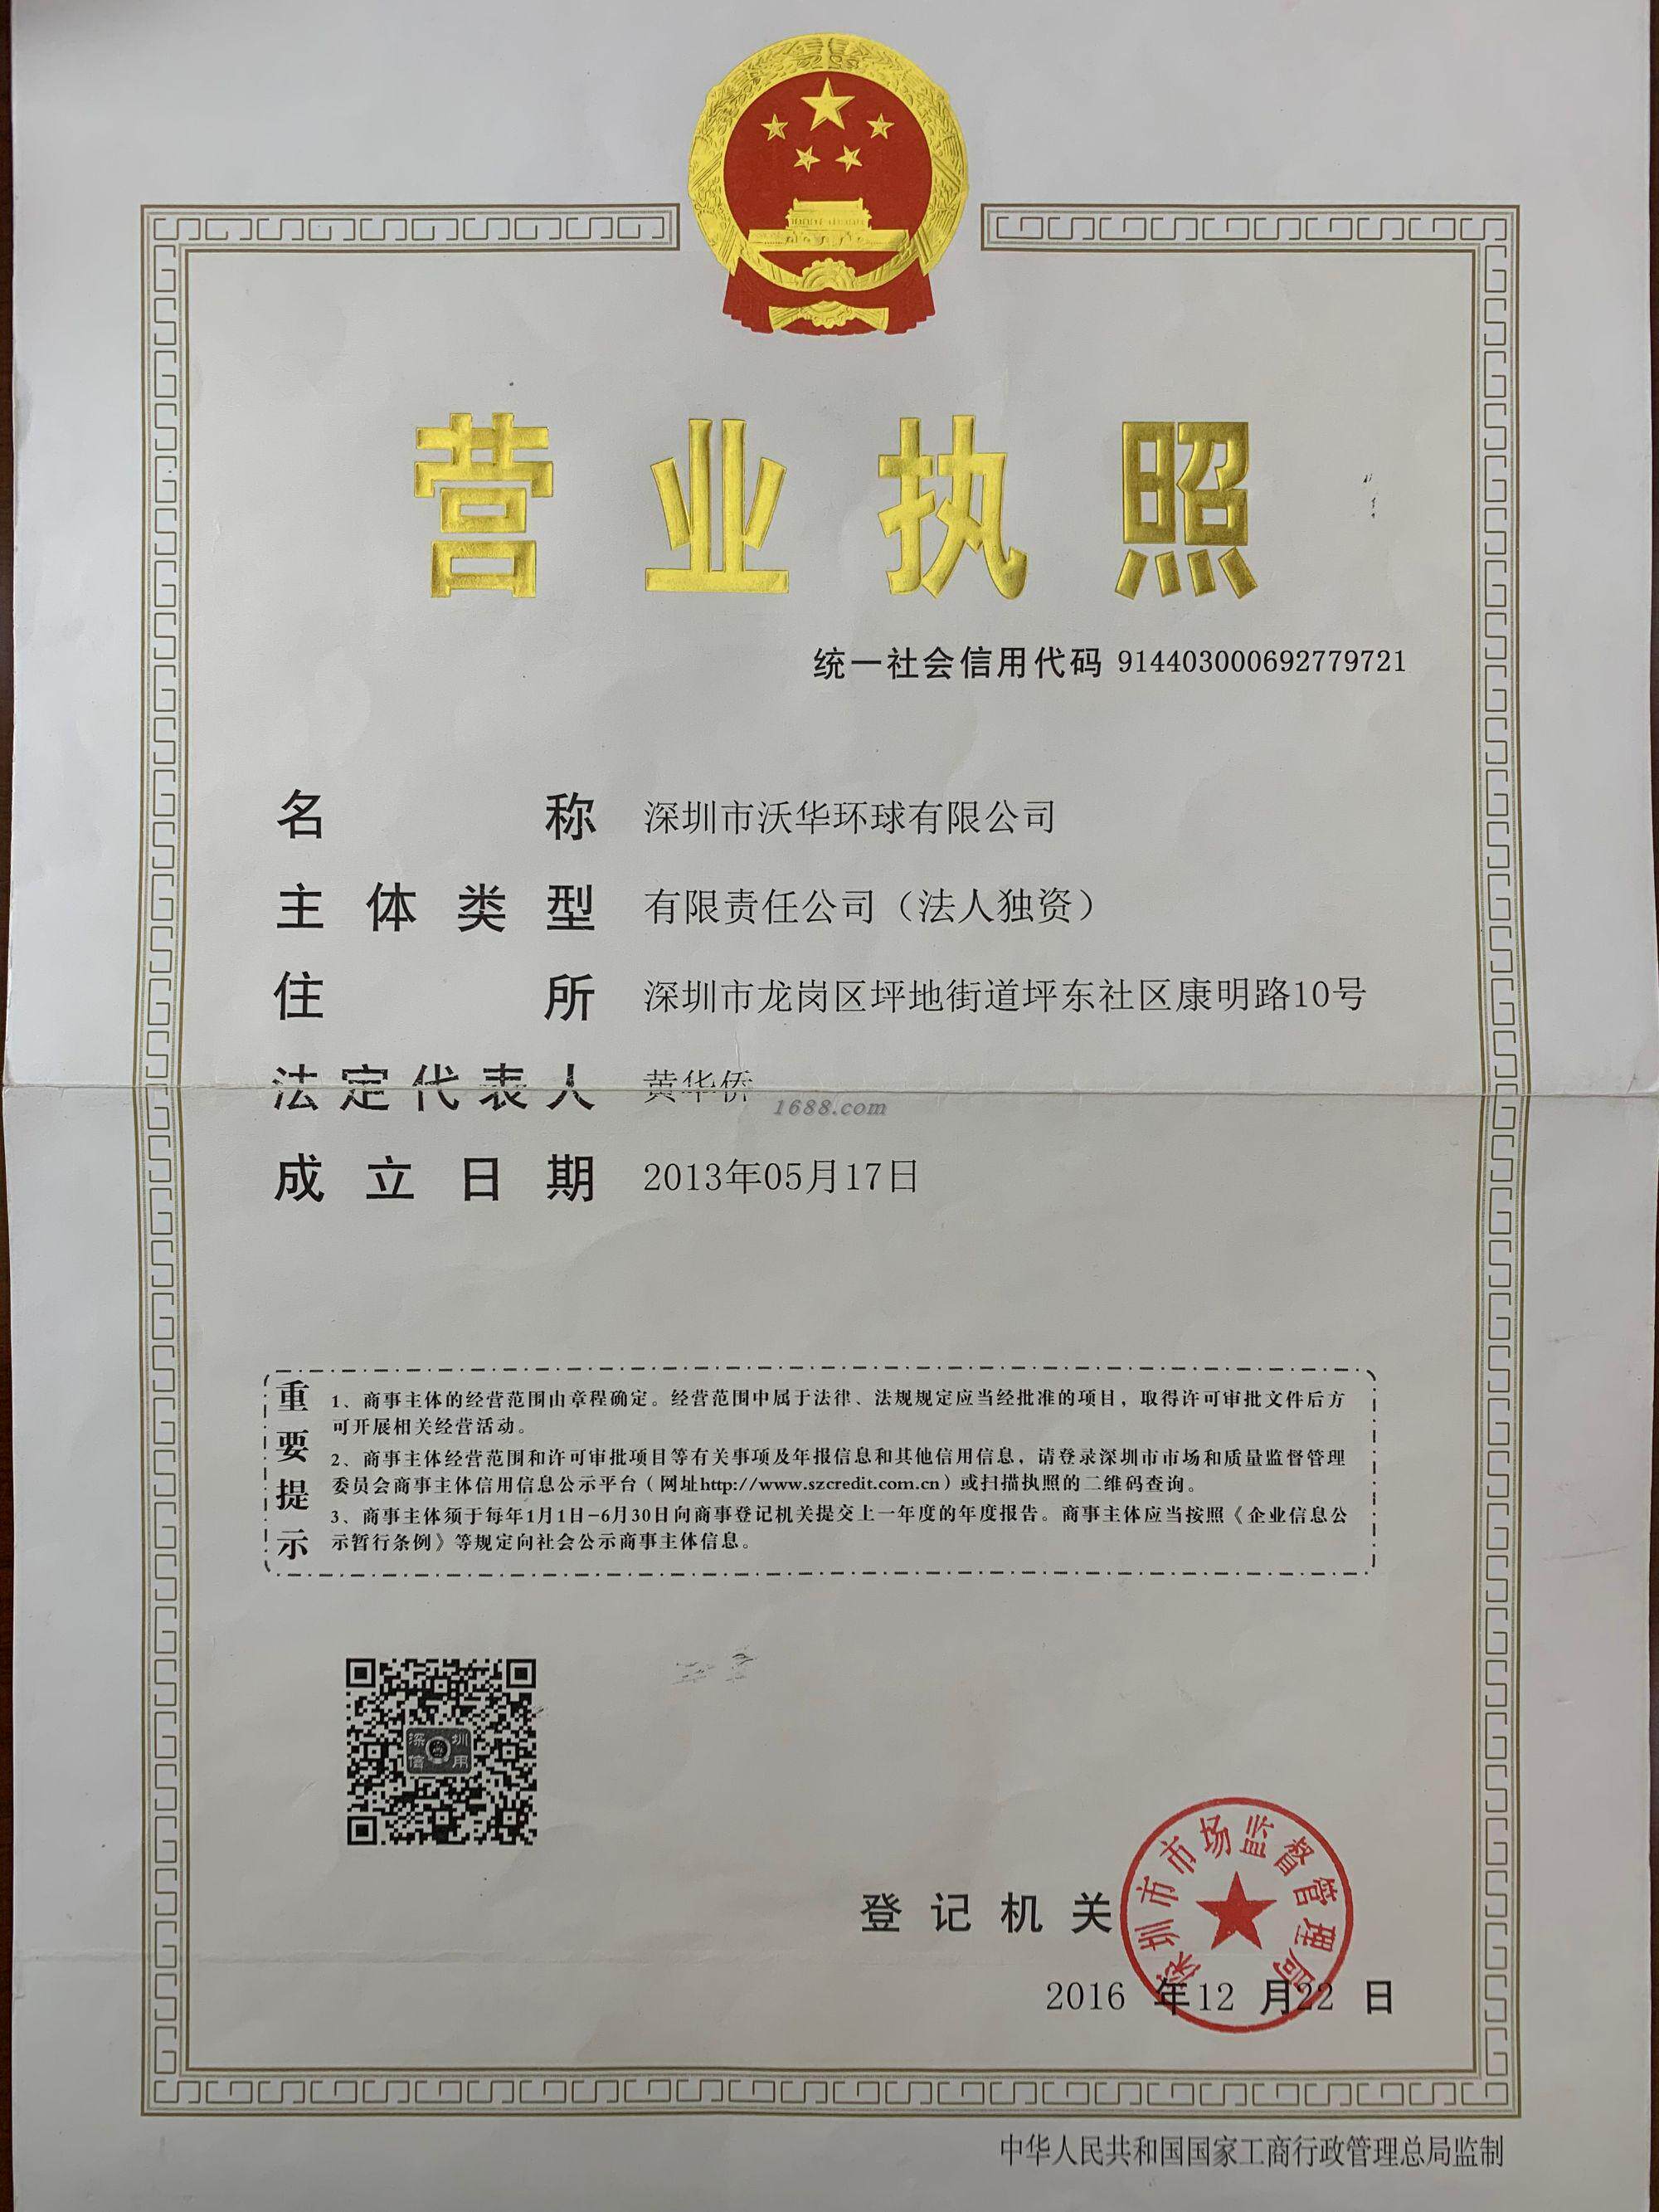 营业执照
统一社会信用代码 914403000692779721
名称 深圳市沃华环球有限公司
主体类型 有限责任公司（法人独资）
住所 深圳市龙岗区坪地街道坪东社区康明路10号
法定代表人 黄华侨
1688.com
成立日期 2013年05月17日
重要提示
1、商事主体的经营范围由章程确定。经营范围中属于法律、法规规定应当经批准的项目，取得许可审批文件后方
可开展相关经营活动。
2、商事主体经营范围和许可审批项目等有关事项及年报信息和其他信用信息，请登录深圳市市场和质量监督管理
委员会商事主体信用信息公示平台（网址http://www.szcredit.com.cn）或扫描执照的二维码查询。
3、商事主体须于每年1月1日-6月30日向商事登记机关提交上一年度的年度报告。商事主体应当按照《企业信息公
示暂行条例》等规定向社会公示商事主体信息。
深圳
信用
登记机关
深圳市市场监督管理局
2016 年12 月22 日
中华人民共和国国家工商行政管理总局监制